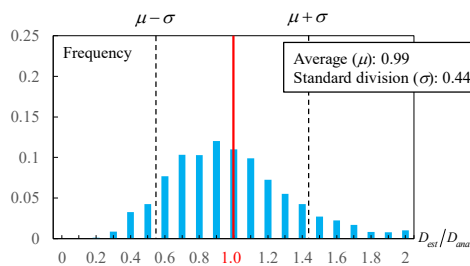 μ − σ μ + σ
0.25
Frequency
Average (μ): 0.99
Standard division (σ): 0.44
0.2
0.15
0.1
0.05
0
0 0.2 0.4 0.6 0.8 1.0 1.2 1.4 1.6 1.8 2
D_est/D_ana